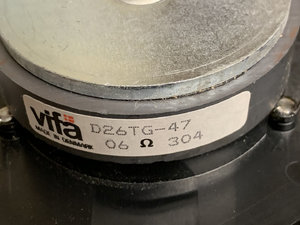 vifa D26TG-47
MADE IN DENMARK 06 Ω 304